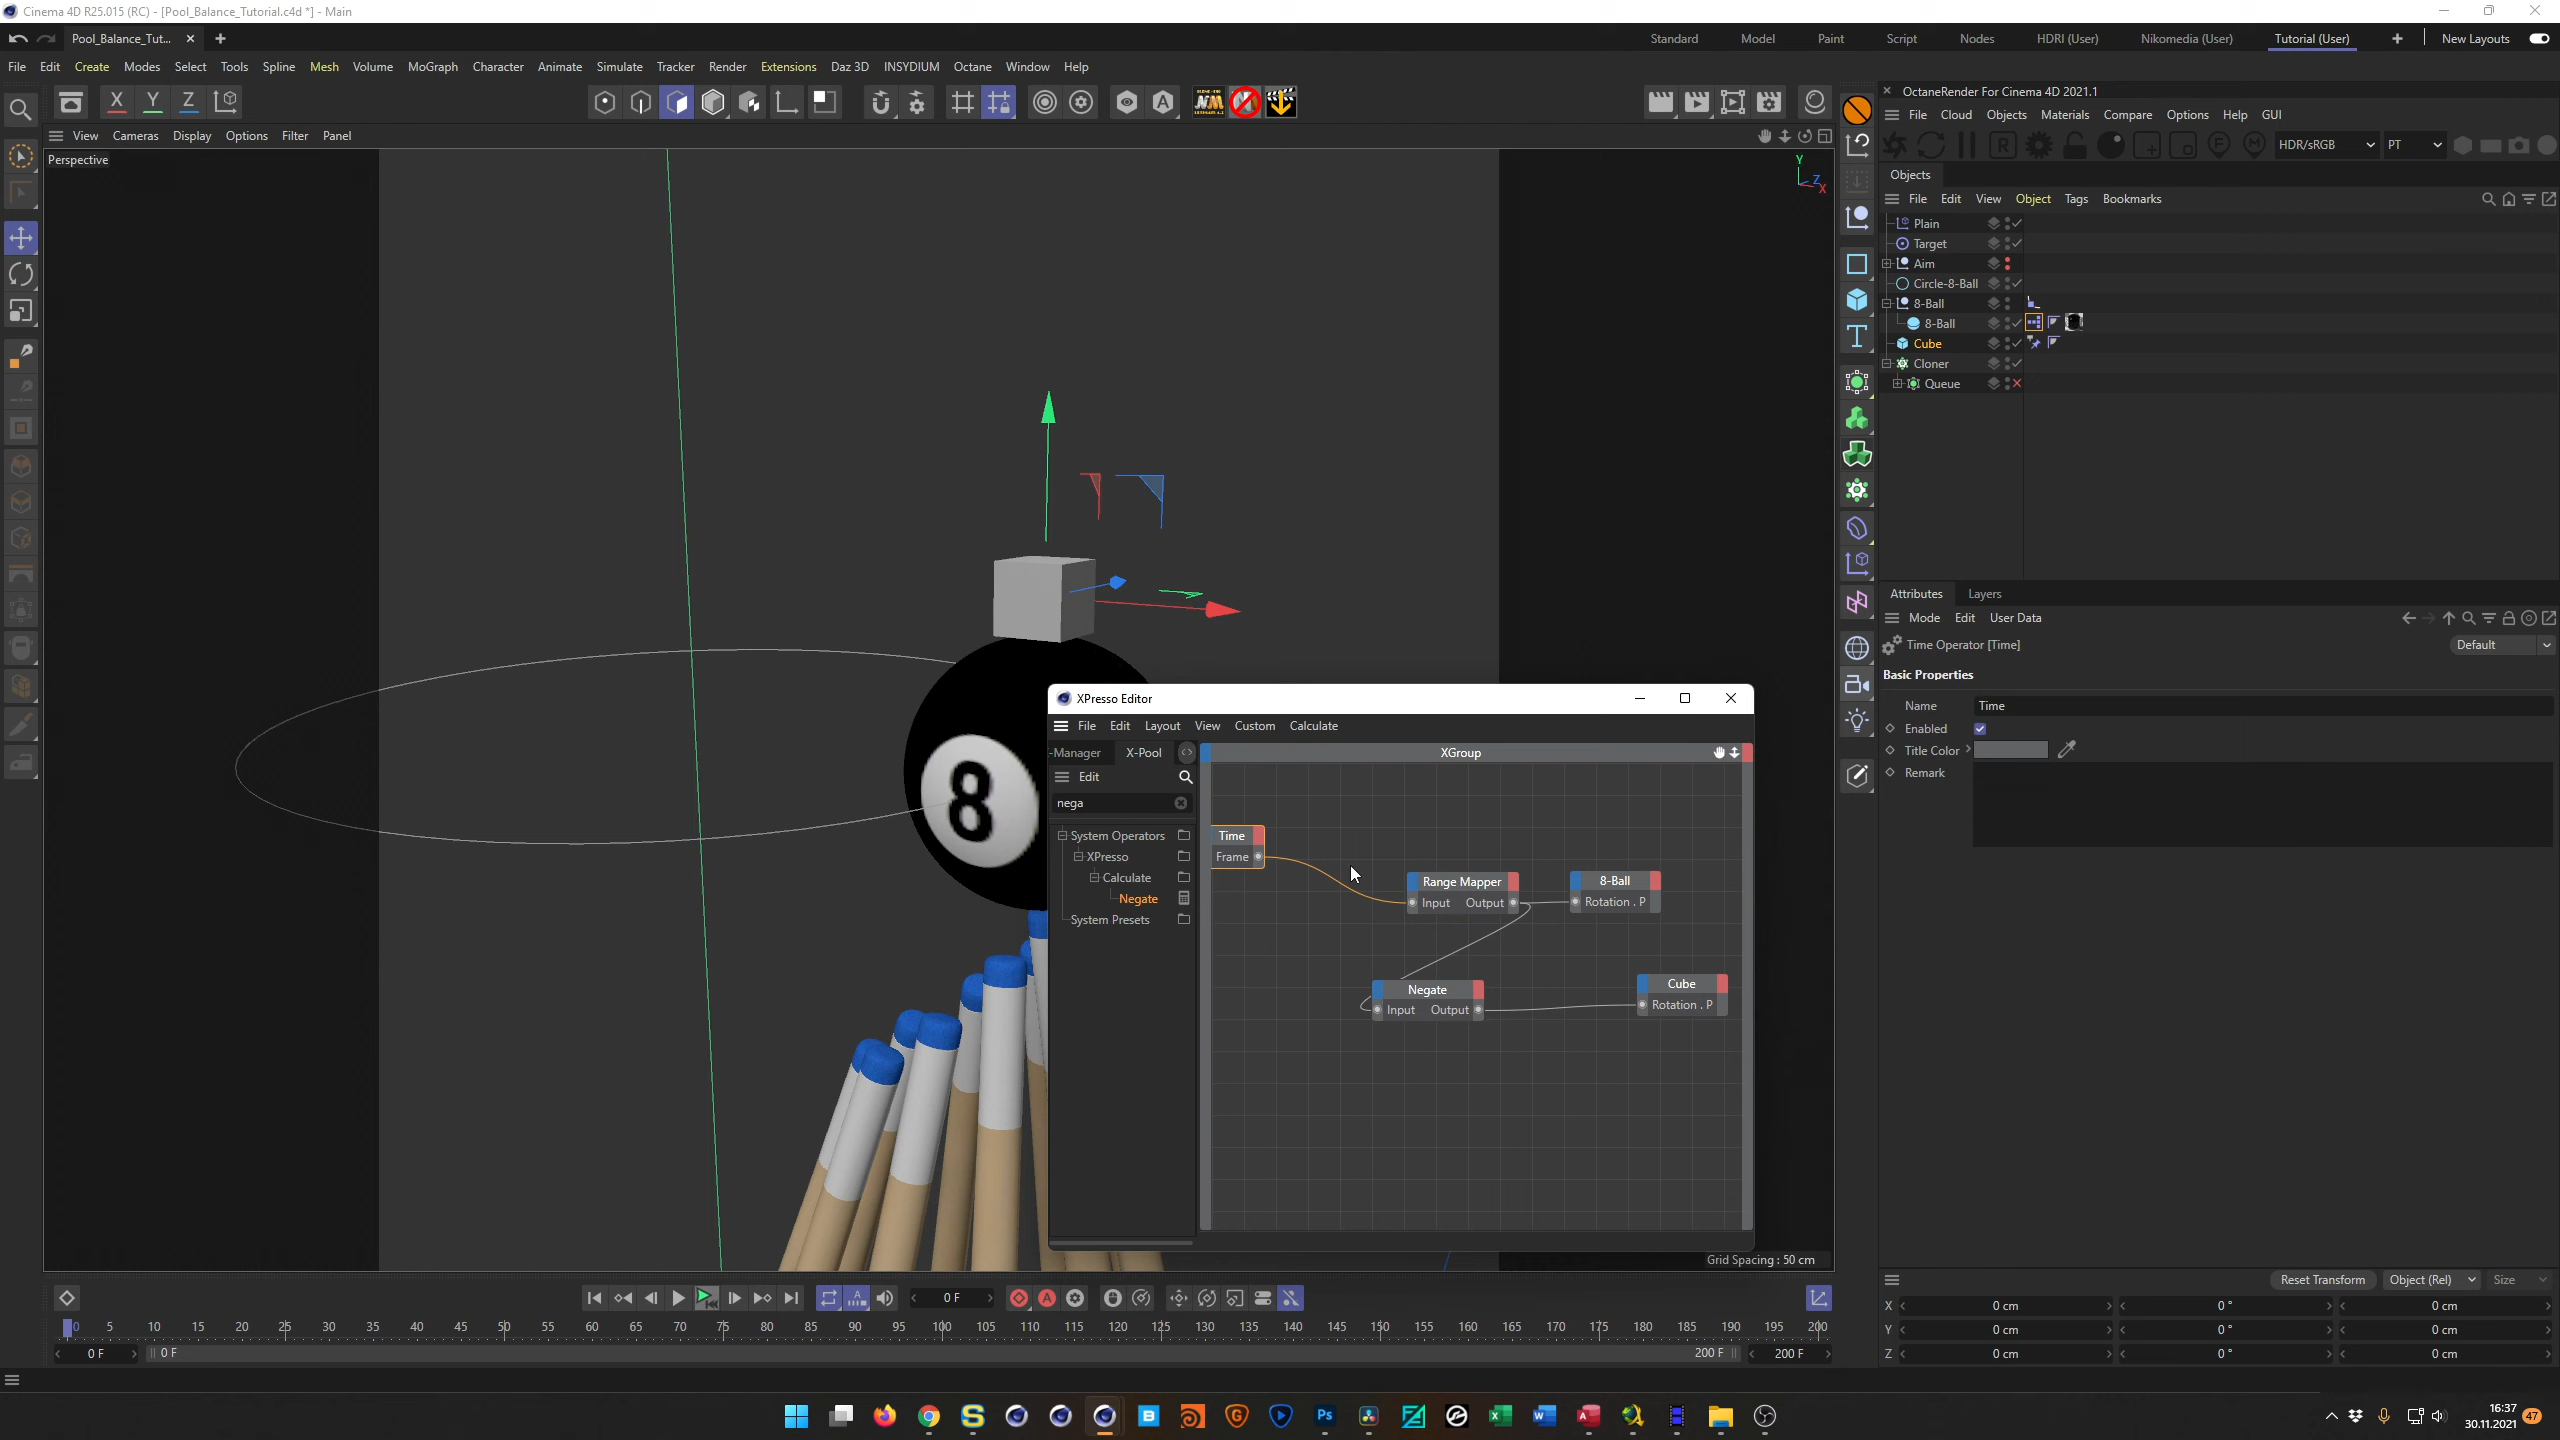 Cinema 4D R25.015 (RC) - [Pool_Balance_Tutorial.c4d *] - Main
Pool_Balance_Tut...
Standard Model Paint Script Nodes HDRI (User) Nikomedia (User) Tutorial (User) New Layouts
File Edit Create Modes Select Tools Spline Mesh Volume MoGraph Character Animate Simulate Tracker Render Extensions Daz 3D INSYDIUM Octane Window Help
X Y Z
View Cameras Display Options Filter Panel
Perspective
Y
Z
X
8
Grid Spacing : 50 cm
XPresso Editor
File Edit Layout View Custom Calculate
-Manager X-Pool
Edit
nega
System Operators
XPresso
Calculate
Negate
System Presets
XGroup
Time
Frame
Range Mapper
Input Output
8-Ball
Rotation . P
Negate
Input Output
Cube
Rotation . P
OctaneRender For Cinema 4D 2021.1
File Cloud Objects Materials Compare Options Help GUI
HDR/sRGB PT
Objects
File Edit View Object Tags Bookmarks
Plain
Target
Aim
Circle-8-Ball
8-Ball
8-Ball
Cube
Cloner
Queue
Attributes Layers
Mode Edit User Data
Time Operator [Time] Default
Basic Properties
Name Time
Enabled
Title Color
Remark
Reset Transform Object (Rel) Size
X 0 cm 0 ° 0 cm
Y 0 cm 0 ° 0 cm
Z 0 cm 0 ° 0 cm
0 F
0 5 10 15 20 25 30 35 40 45 50 55 60 65 70 75 80 85 90 95 100 105 110 115 120 125 130 135 140 145 150 155 160 165 170 175 180 185 190 195 200
0 F 0 F 200 F 200 F
16:37
30.11.2021
47